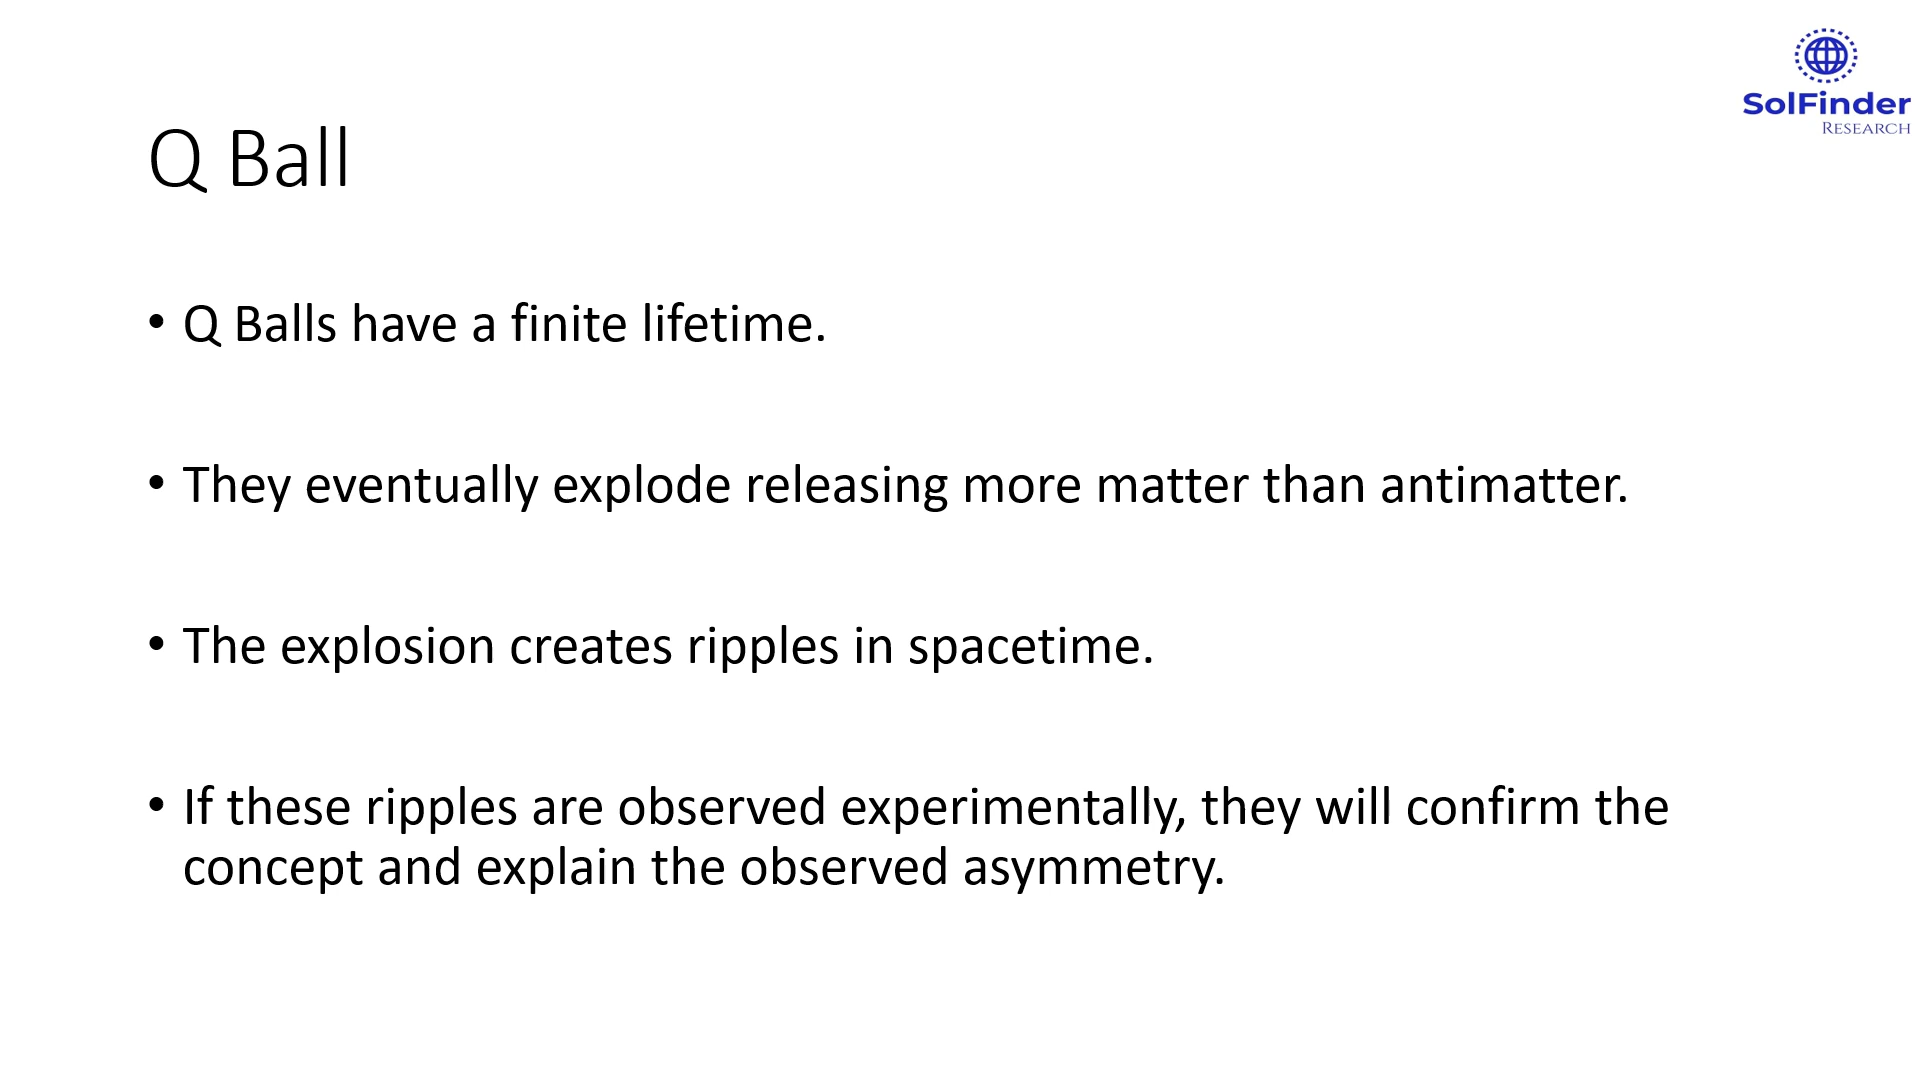 SolFinder
RESEARCH
Q Ball
• Q Balls have a finite lifetime.
• They eventually explode releasing more matter than antimatter.
• The explosion creates ripples in spacetime.
• If these ripples are observed experimentally, they will confirm the
concept and explain the observed asymmetry.